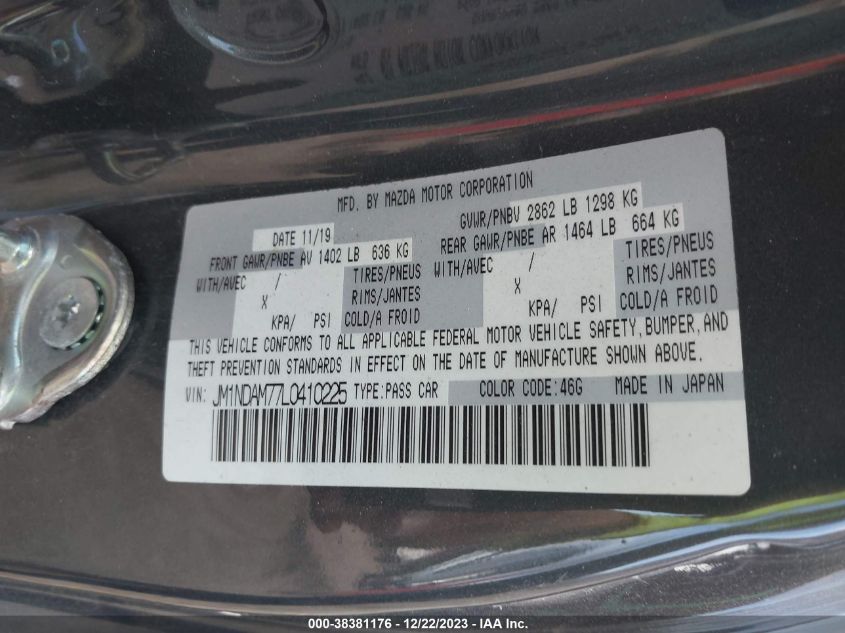 MFD. BY MAZDA MOTOR CORPORATION
DATE 11/19
GVWR/PNBV 2862 LB 1298 KG
FRONT GAWR/PNBE AV 1402 LB 636 KG
REAR GAWR/PNBE AR 1464 LB 664 KG
WITH/AVEC / TIRES/PNEUS WITH/AVEC / TIRES/PNEUS
X RIMS/JANTES X RIMS/JANTES
KPA/ PSI COLD/A FROID KPA/ PSI COLD/A FROID
THIS VEHICLE CONFORMS TO ALL APPLICABLE FEDERAL MOTOR VEHICLE SAFETY, BUMPER, AND
THEFT PREVENTION STANDARDS IN EFFECT ON THE DATE OF MANUFACTURE SHOWN ABOVE.
VIN: JM1NDAM77L0410225 TYPE:PASS CAR COLOR CODE:46G MADE IN JAPAN
000-38381176 - 12/22/2023 - IAA Inc.